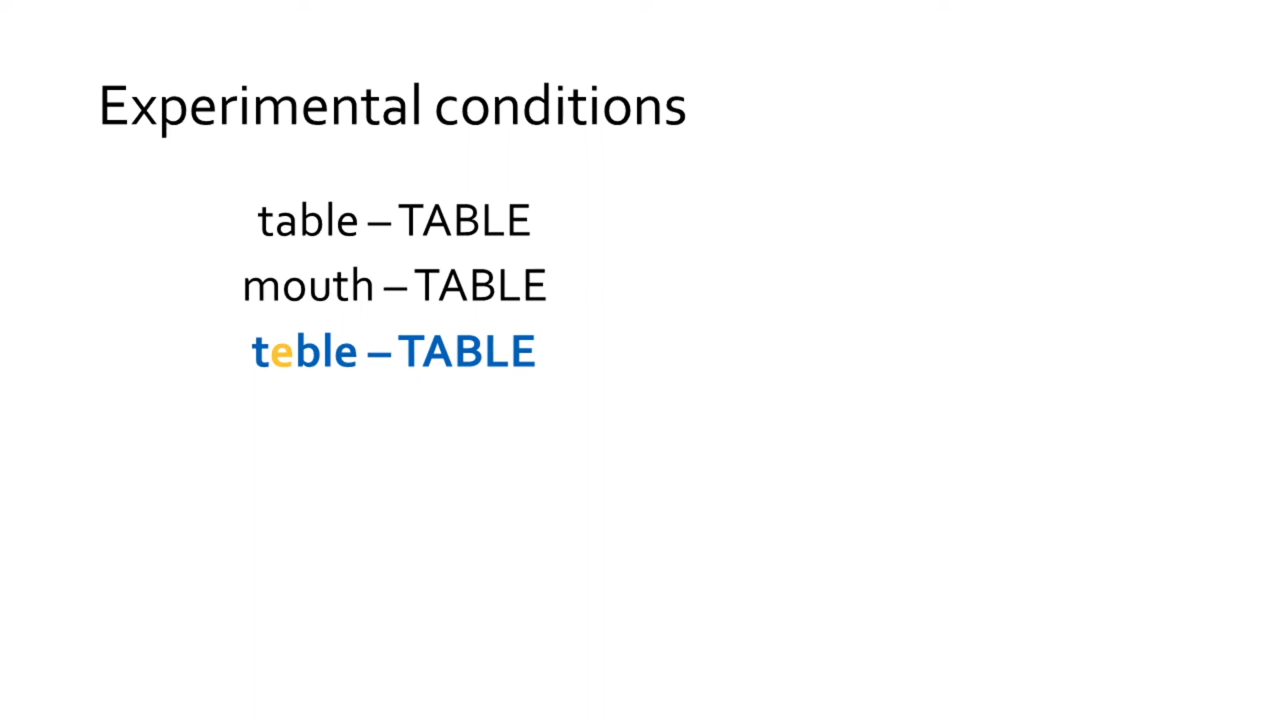 Experimental conditions
table – TABLE
mouth – TABLE
teble – TABLE